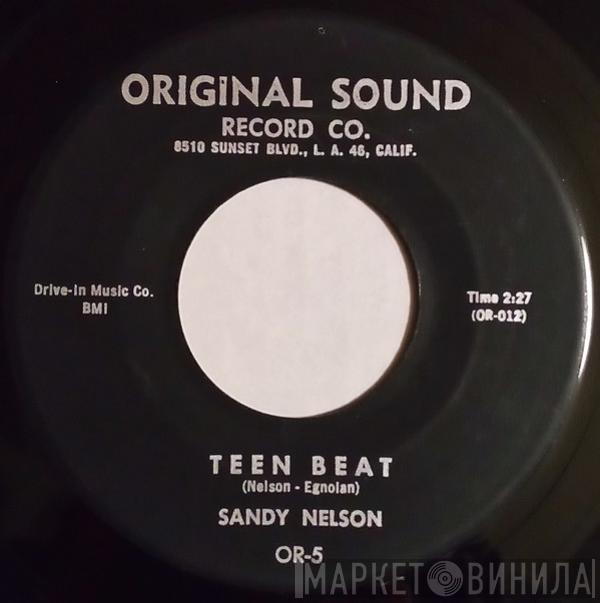 ORIGINAL SOUND
RECORD CO.
8510 SUNSET BLVD., L. A. 46, CALIF.
Drive-In Music Co.
BMI
Time 2:27
(OR-012)
TEEN BEAT
(Nelson - Egnoian)
SANDY NELSON
OR-5
МАРКЕТ ВИНИЛА